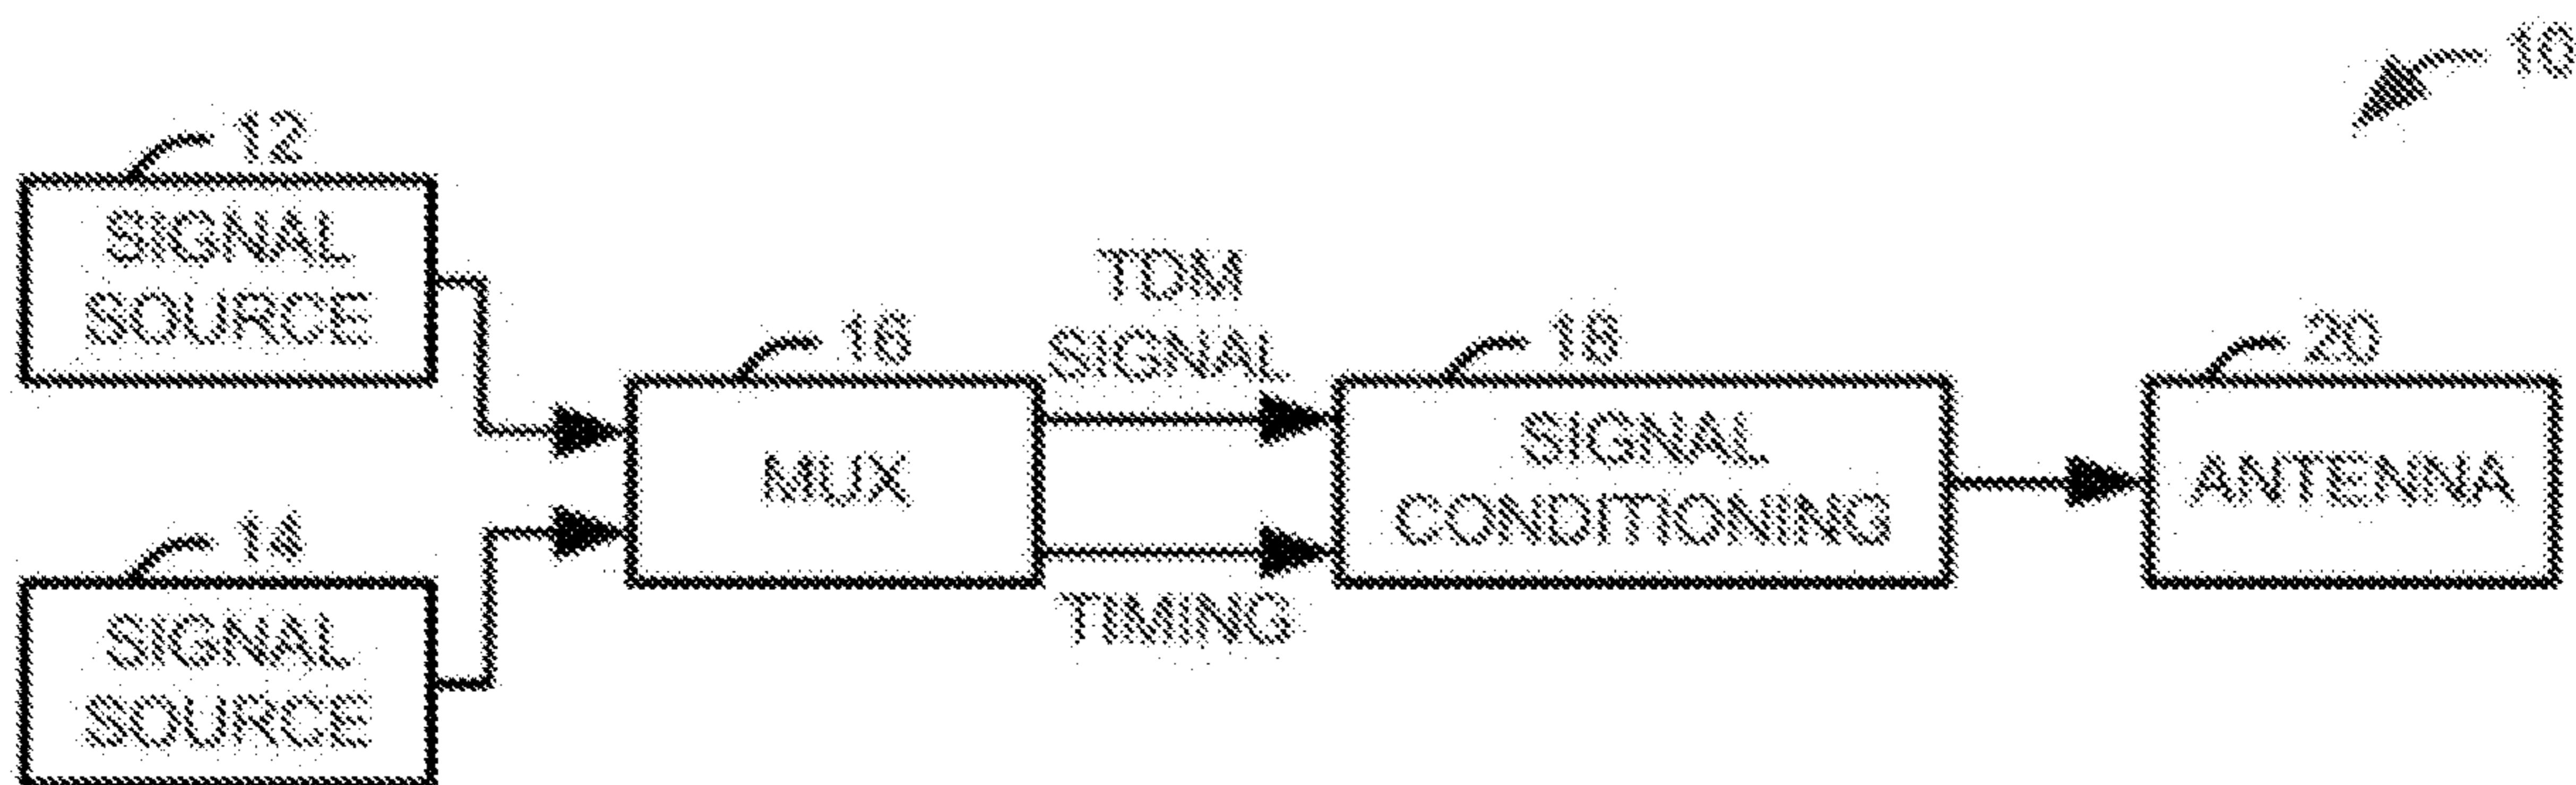 10
12
SIGNAL
SOURCE
14
SIGNAL
SOURCE
16
MUX
TDM
SIGNAL
TIMING
18
SIGNAL
CONDITIONING
20
ANTENNA